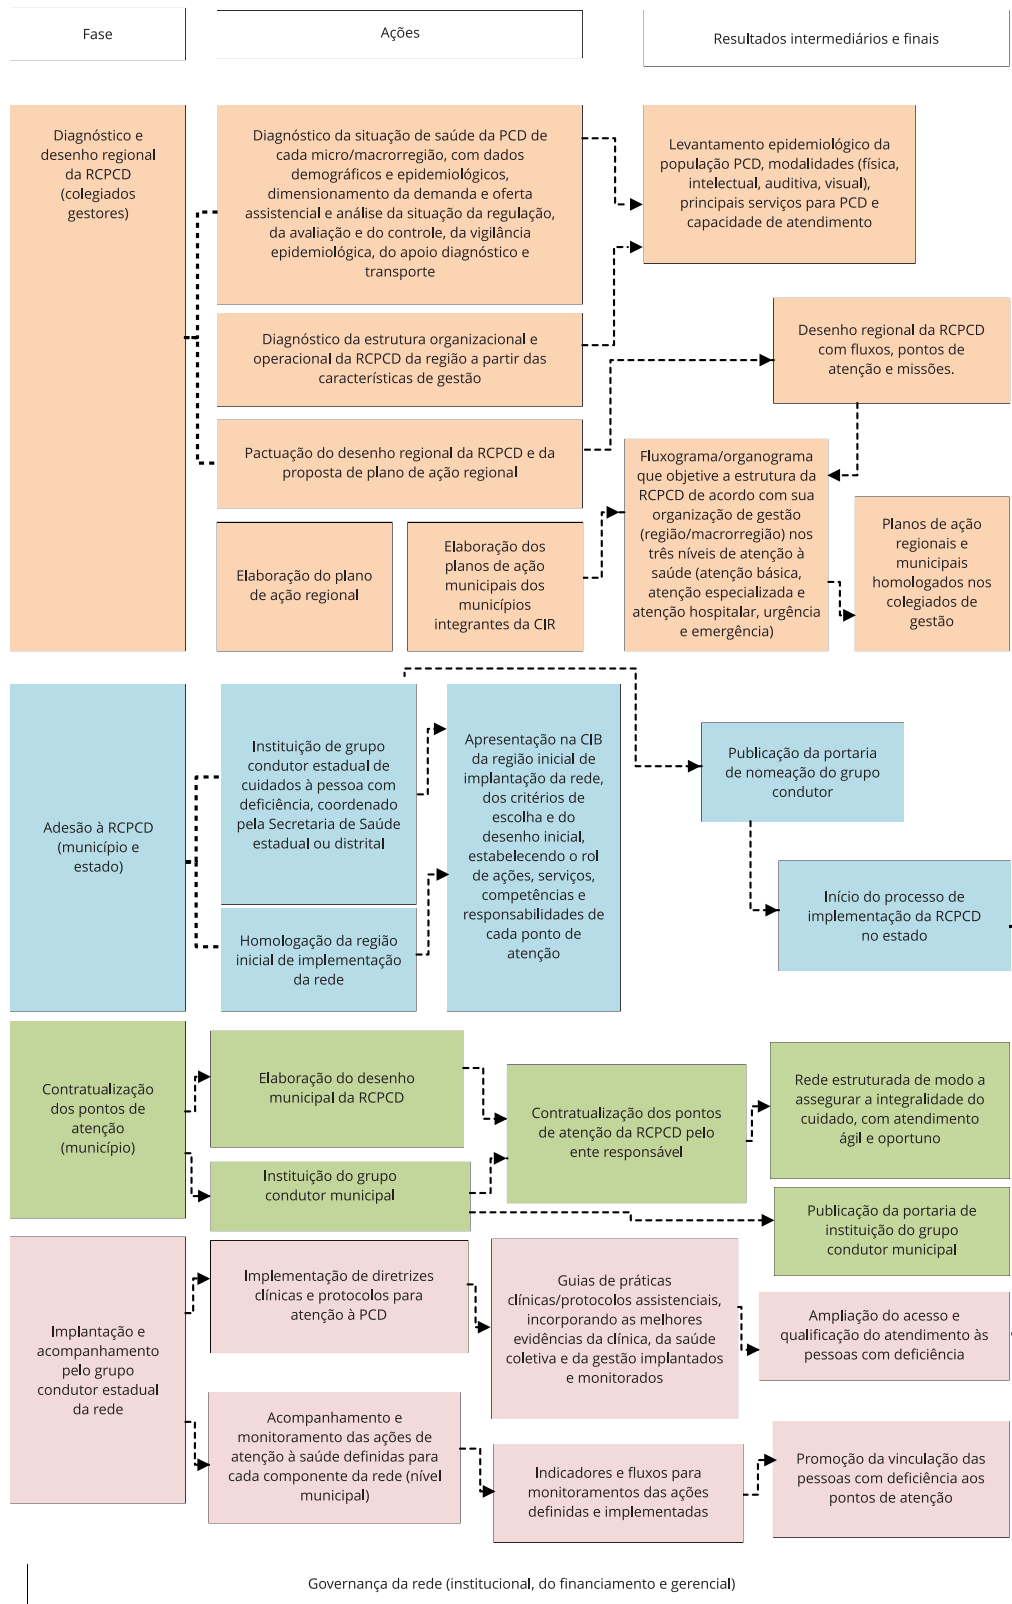 Fase
Ações
Resultados intermediários e finais
Diagnóstico e
desenho regional
da RCPCD
(colegiados
gestores)
Diagnóstico da situação de saúde da PCD de
cada micro/macrorregião, com dados
demográficos e epidemiológicos,
dimensionamento da demanda e oferta
assistencial e análise da situação da regulação,
da avaliação e do controle, da vigilância
epidemiológica, do apoio diagnóstico e
transporte
Levantamento epidemiológico da
população PCD, modalidades (física,
intelectual, auditiva, visual),
principais serviços para PCD e
capacidade de atendimento
Diagnóstico da estrutura organizacional e
operacional da RCPCD da região a partir das
características de gestão
Desenho regional da RCPCD
com fluxos, pontos de
atenção e missões.
Pactuação do desenho regional da RCPCD e da
proposta de plano de ação regional
Fluxograma/organograma
que objetive a estrutura da
RCPCD de acordo com sua
organização de gestão
(região/macrorregião) nos
três níveis de atenção à
saúde (atenção básica,
atenção especializada e
atenção hospitalar, urgência
e emergência)
Planos de ação
regionais e
municipais
homologados nos
colegiados de
gestão
Elaboração do plano
de ação regional
Elaboração dos
planos de ação
municipais dos
municípios
integrantes da CIR
Adesão à RCPCD
(município e
estado)
Instituição de grupo
condutor estadual de
cuidados à pessoa com
deficiência, coordenado
pela Secretaria de Saúde
estadual ou distrital
Homologação da região
inicial de implementação
da rede
Apresentação na CIB
da região inicial de
implantação da rede,
dos critérios de
escolha e do
desenho inicial,
estabelecendo o rol
de ações, serviços,
competências e
responsabilidades de
cada ponto de
atenção
Publicação da portaria
de nomeação do grupo
condutor
Início do processo de
implementação da RCPCD
no estado
Contratualização
dos pontos de
atenção
(município)
Elaboração do desenho
municipal da RCPCD
Instituição do grupo
condutor municipal
Contratualização dos pontos
de atenção da RCPCD pelo
ente responsável
Rede estruturada de modo a
assegurar a integralidade do
cuidado, com atendimento
ágil e oportuno
Publicação da portaria de
instituição do grupo
condutor municipal
Implantação e
acompanhamento
pelo grupo
condutor estadual
da rede
Implementação de diretrizes
clínicas e protocolos para
atenção à PCD
Guias de práticas
clínicas/protocolos assistenciais,
incorporando as melhores
evidências da clínica, da saúde
coletiva e da gestão implantados
e monitorados
Ampliação do acesso e
qualificação do atendimento às
pessoas com deficiência
Acompanhamento e
monitoramento das ações de
atenção à saúde definidas para
cada componente da rede (nível
municipal)
Indicadores e fluxos para
monitoramentos das ações
definidas e implementadas
Promoção da vinculação das
pessoas com deficiência aos
pontos de atenção
Governança da rede (institucional, do financiamento e gerencial)